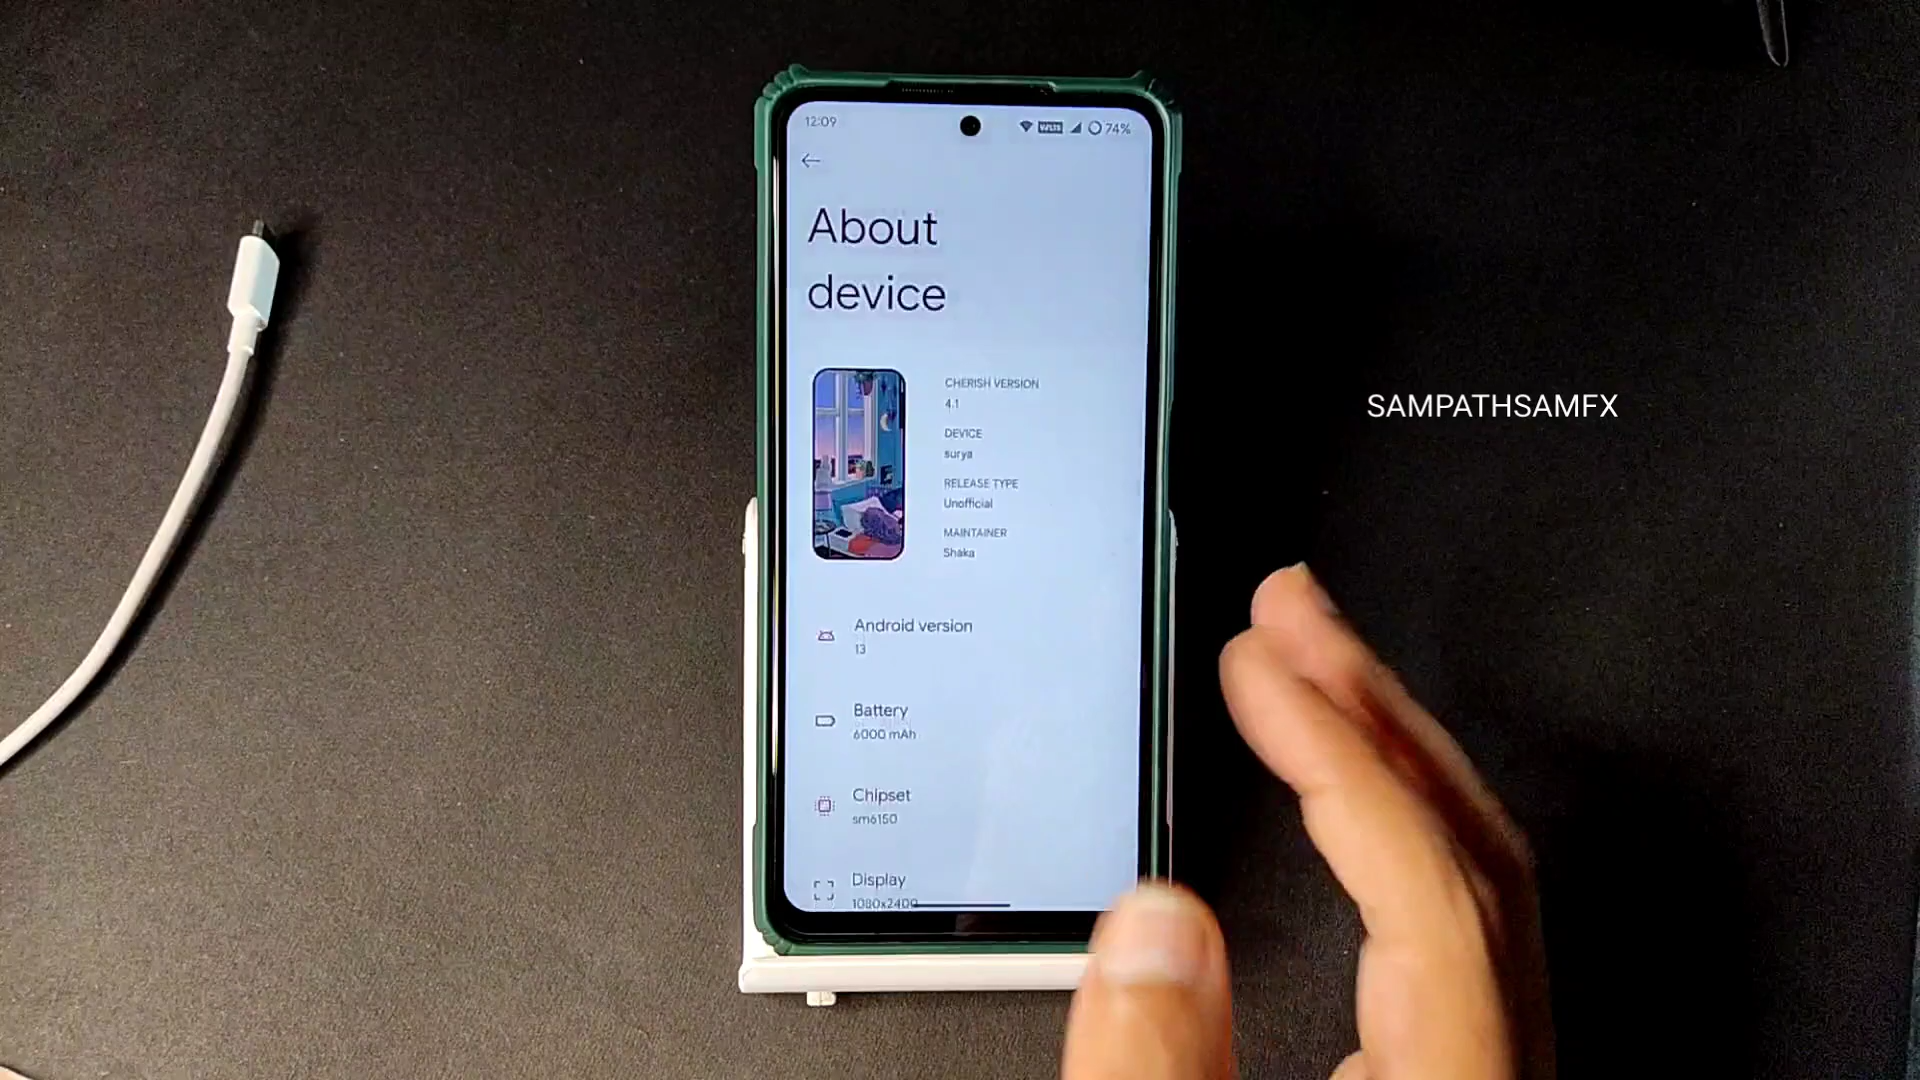 12:09
74%
About
device
CHERISH VERSION
4.1
DEVICE
surya
RELEASE TYPE
Unofficial
MAINTAINER
Shaka
Android version
13
Battery
6000 mAh
Chipset
sm6150
Display
1080x2400
SAMPATHSAMFX